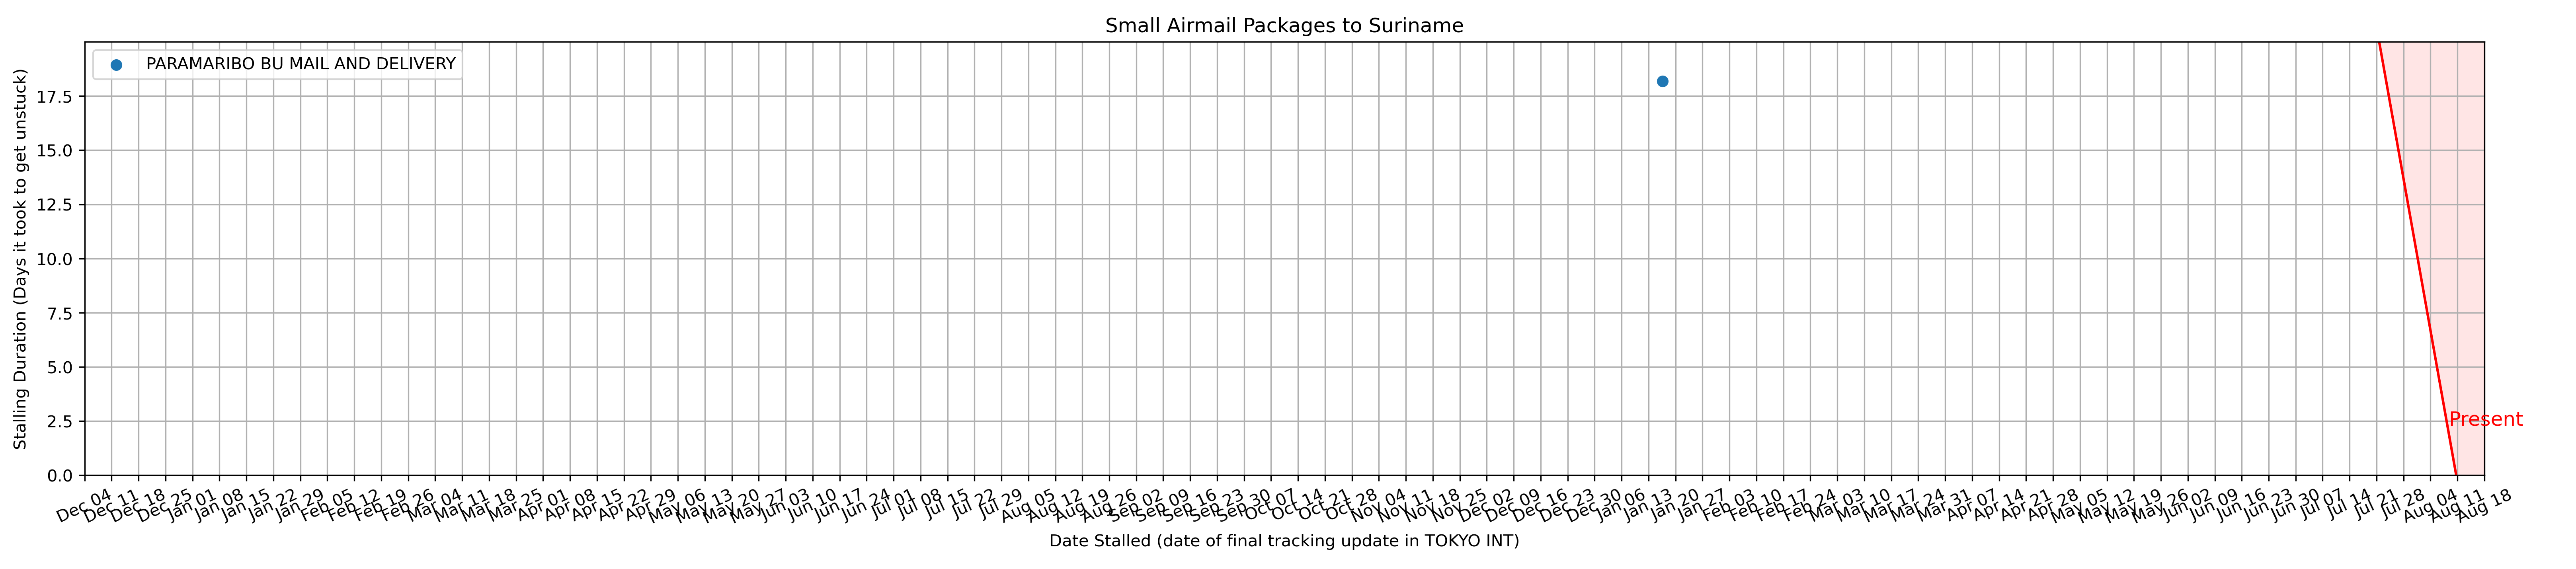 Small Airmail Packages to Suriname
PARAMARIBO BU MAIL AND DELIVERY
Stalling Duration (Days it took to get unstuck)
17.5
15.0
12.5
10.0
7.5
5.0
2.5
0.0
Present
Dec 04 Dec 11 Dec 18 Dec 25 Jan 01 Jan 08 Jan 15 Jan 22 Jan 29 Feb 05 Feb 12 Feb 19 Feb 26 Mar 04 Mar 11 Mar 18 Mar 25 Apr 01 Apr 08 Apr 15 Apr 22 Apr 29 May 06 May 13 May 20 May 27 Jun 03 Jun 10 Jun 17 Jun 24 Jul 01 Jul 08 Jul 15 Jul 22 Jul 29 Aug 05 Aug 12 Aug 19 Aug 26 Sep 02 Sep 09 Sep 16 Sep 23 Sep 30 Oct 07 Oct 14 Oct 21 Oct 28 Nov 04 Nov 11 Nov 18 Nov 25 Dec 02 Dec 09 Dec 16 Dec 23 Dec 30 Jan 06 Jan 13 Jan 20 Jan 27 Feb 03 Feb 10 Feb 17 Feb 24 Mar 03 Mar 10 Mar 17 Mar 24 Mar 31 Apr 07 Apr 14 Apr 21 Apr 28 May 05 May 12 May 19 May 26 Jun 02 Jun 09 Jun 16 Jun 23 Jun 30 Jul 07 Jul 14 Jul 21 Jul 28 Aug 04 Aug 11 Aug 18
Date Stalled (date of final tracking update in TOKYO INT)